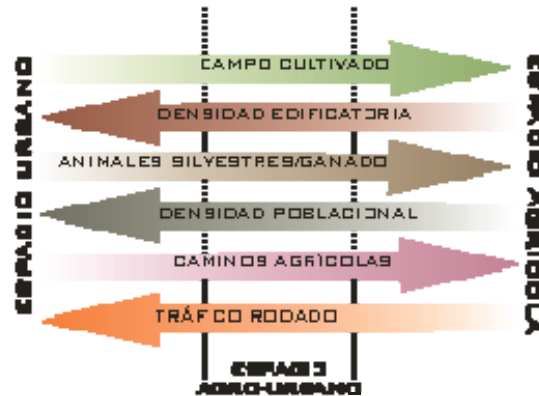 CAMPO CULTIVADO
DENSIDAD EDIFICATORIA
ANIMALES SILVESTRES/GANADO
DENSIDAD POBLACIONAL
CAMINOS AGRÍCOLAS
TRÁFICO RODADO
ESPACIO URBANO
ESPACIO AGRÍCOLA
ESPACIO
AGRO-URBANO